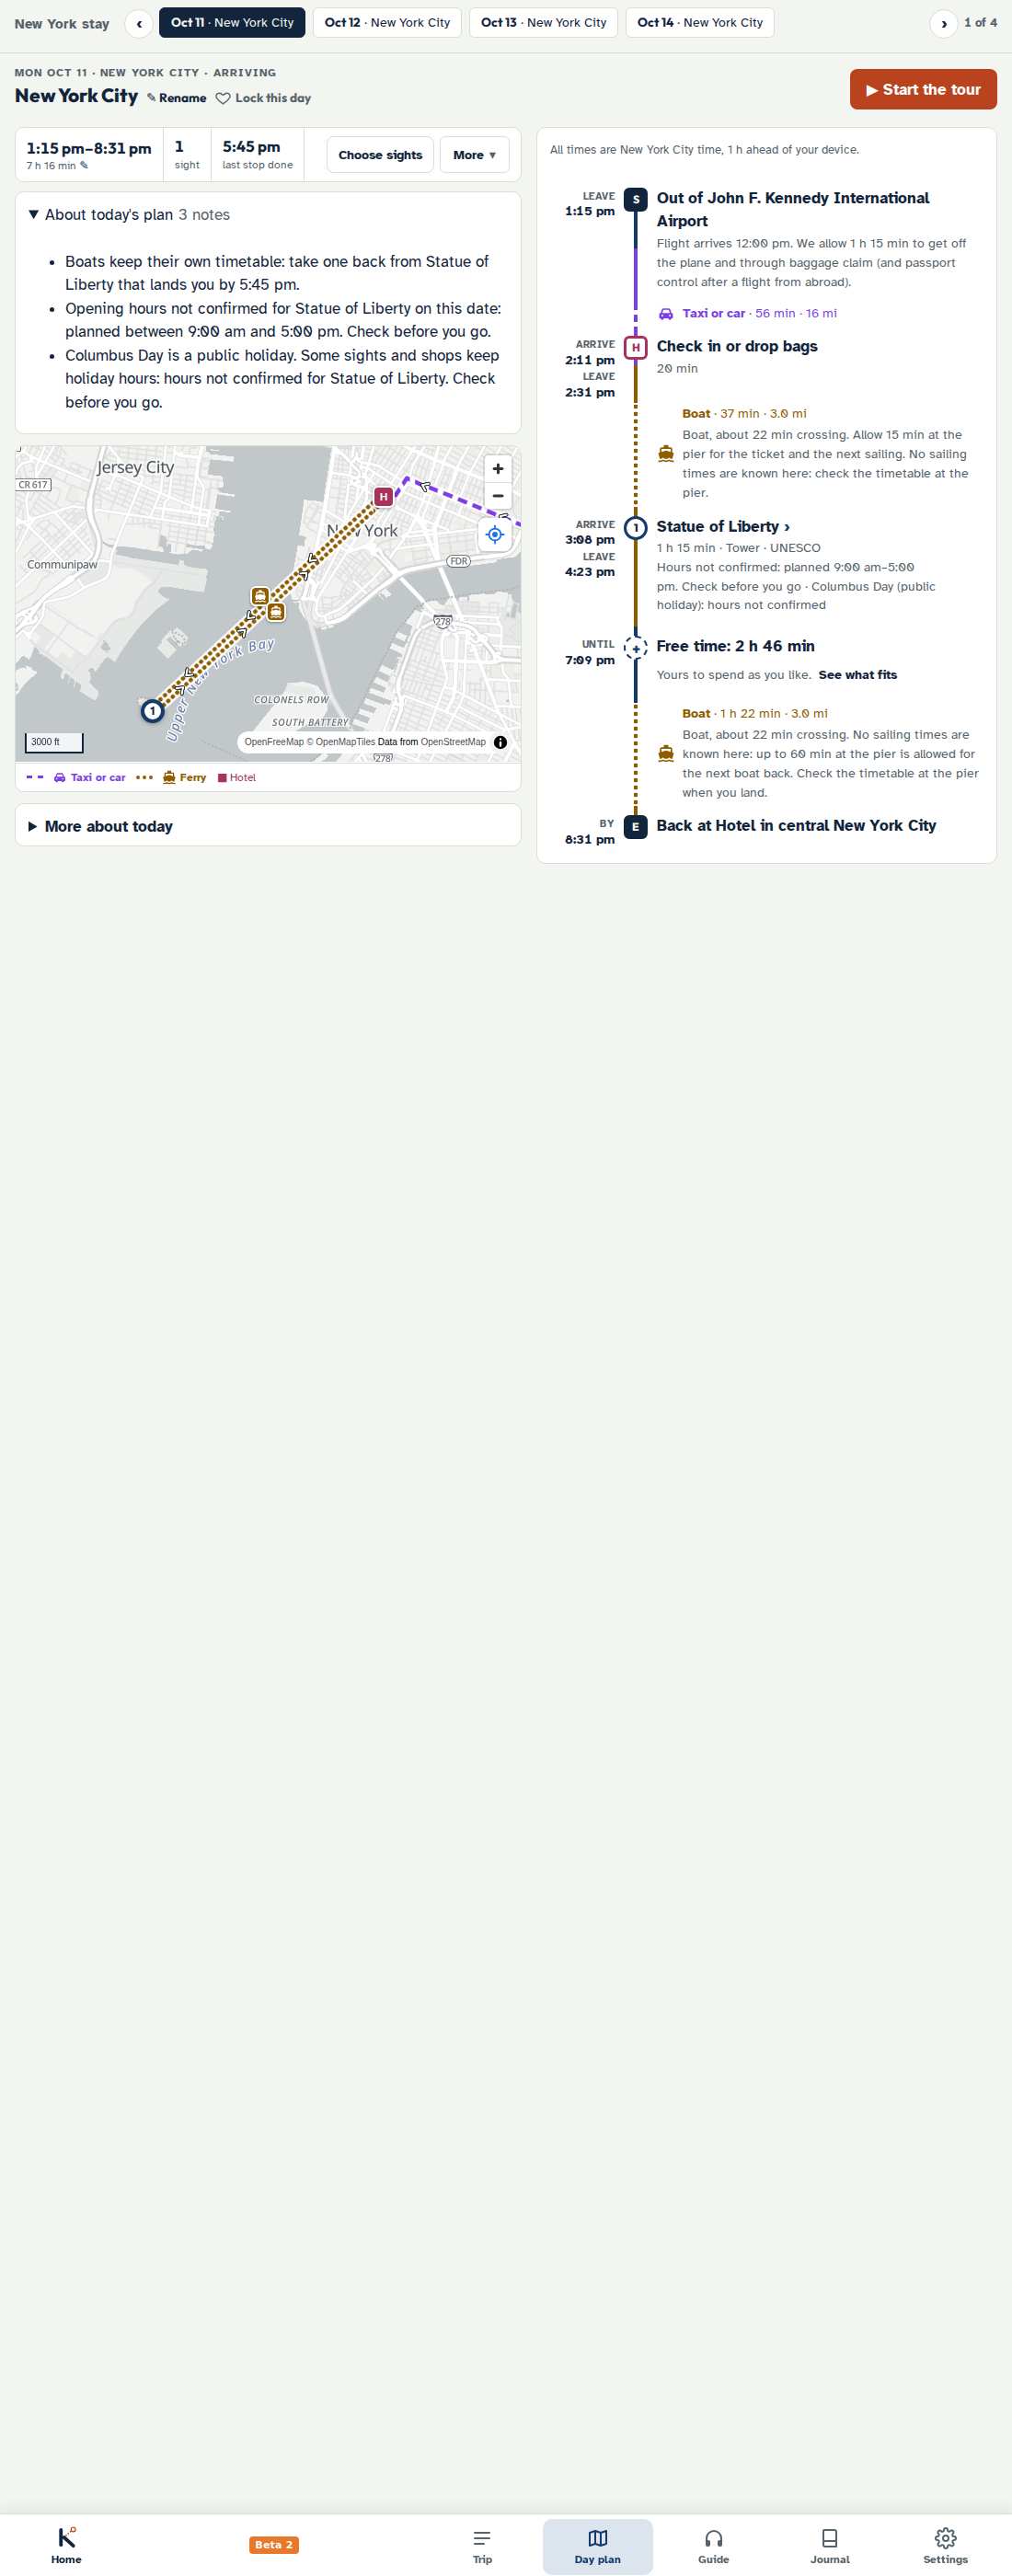 New York stay
‹
Oct 11 · New York City
Oct 12 · New York City
Oct 13 · New York City
Oct 14 · New York City
›
1 of 4
MON OCT 11 · NEW YORK CITY · ARRIVING
New York City
✎ Rename
Lock this day
▶ Start the tour
1:15 pm–8:31 pm
7 h 16 min ✎
1
sight
5:45 pm
last stop done
Choose sights
More ▾
▼ About today's plan 3 notes
• Boats keep their own timetable: take one back from Statue of
Liberty that lands you by 5:45 pm.
• Opening hours not confirmed for Statue of Liberty on this date:
planned between 9:00 am and 5:00 pm. Check before you go.
• Columbus Day is a public holiday. Some sights and shops keep
holiday hours: hours not confirmed for Statue of Liberty. Check
before you go.
Jersey City
CR 617
H
New York
Communipaw
FDR
278
Upper New York Bay
COLONELS ROW
SOUTH BATTERY
1
3000 ft
278
+
−
OpenFreeMap © OpenMapTiles Data from OpenStreetMap
Taxi or car
Ferry
Hotel
▶ More about today
All times are New York City time, 1 h ahead of your device.
LEAVE
1:15 pm
S
Out of John F. Kennedy International
Airport
Flight arrives 12:00 pm. We allow 1 h 15 min to get off
the plane and through baggage claim (and passport
control after a flight from abroad).
Taxi or car · 56 min · 16 mi
ARRIVE
2:11 pm
LEAVE
2:31 pm
H
Check in or drop bags
20 min
Boat · 37 min · 3.0 mi
Boat, about 22 min crossing. Allow 15 min at the
pier for the ticket and the next sailing. No sailing
times are known here: check the timetable at the
pier.
ARRIVE
3:08 pm
LEAVE
4:23 pm
1
Statue of Liberty ›
1 h 15 min · Tower · UNESCO
Hours not confirmed: planned 9:00 am–5:00
pm. Check before you go · Columbus Day (public
holiday): hours not confirmed
UNTIL
7:09 pm
+
Free time: 2 h 46 min
Yours to spend as you like. See what fits
Boat · 1 h 22 min · 3.0 mi
Boat, about 22 min crossing. No sailing times are
known here: up to 60 min at the pier is allowed for
the next boat back. Check the timetable at the pier
when you land.
BY
8:31 pm
E
Back at Hotel in central New York City
Home
Beta 2
Trip
Day plan
Guide
Journal
Settings